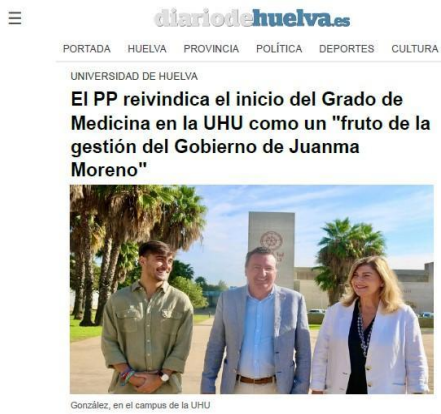 diariodehuelva.es
PORTADA HUELVA PROVINCIA POLÍTICA DEPORTES CULTURA
UNIVERSIDAD DE HUELVA
El PP reivindica el inicio del Grado de
Medicina en la UHU como un "fruto de la
gestión del Gobierno de Juanma
Moreno"
González, en el campus de la UHU